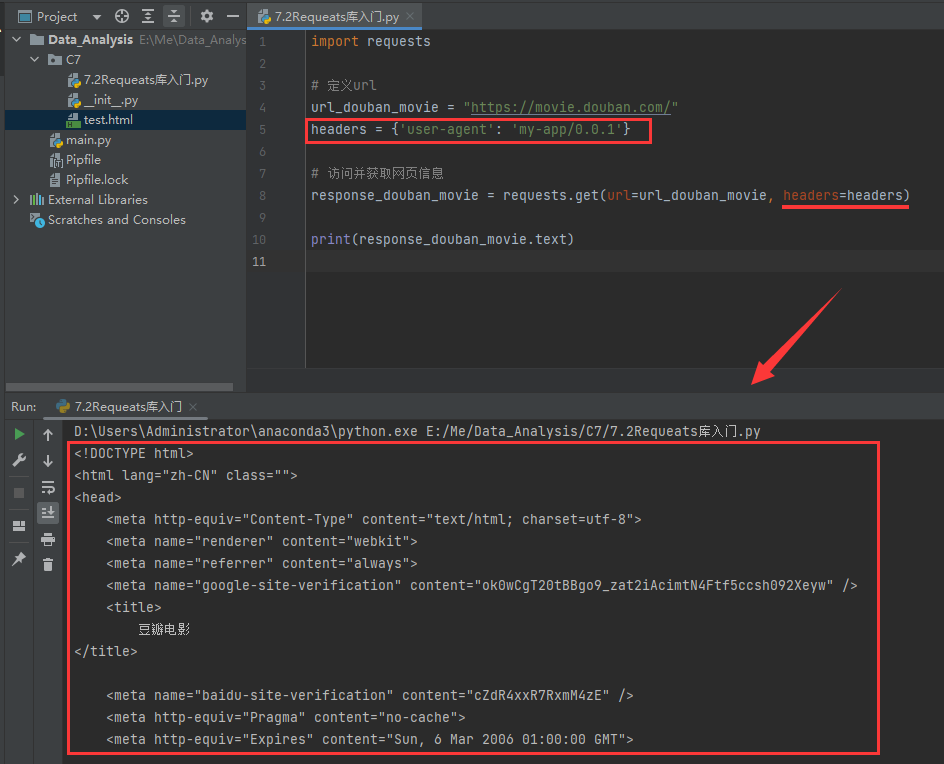 Project
7.2Requeats库入门.py
Data_Analysis E:\Me\Data_Analys
C7
7.2Requeats库入门.py
__init__.py
test.html
main.py
Pipfile
Pipfile.lock
External Libraries
Scratches and Consoles
1 import requests
2
3 # 定义url
4 url_douban_movie = "https://movie.douban.com/"
5 headers = {'user-agent': 'my-app/0.0.1'}
6
7 # 访问并获取网页信息
8 response_douban_movie = requests.get(url=url_douban_movie, headers=headers)
9
10 print(response_douban_movie.text)
11
Run: 7.2Requeats库入门
D:\Users\Administrator\anaconda3\python.exe E:/Me/Data_Analysis/C7/7.2Requeats库入门.py
<!DOCTYPE html>
<html lang="zh-CN" class="">
<head>
<meta http-equiv="Content-Type" content="text/html; charset=utf-8">
<meta name="renderer" content="webkit">
<meta name="referrer" content="always">
<meta name="google-site-verification" content="ok0wCgT20tBBgo9_zat2iAcimtN4Ftf5ccsh092Xeyw" />
<title>
豆瓣电影
</title>
<meta name="baidu-site-verification" content="cZdR4xxR7RxmM4zE" />
<meta http-equiv="Pragma" content="no-cache">
<meta http-equiv="Expires" content="Sun, 6 Mar 2006 01:00:00 GMT">